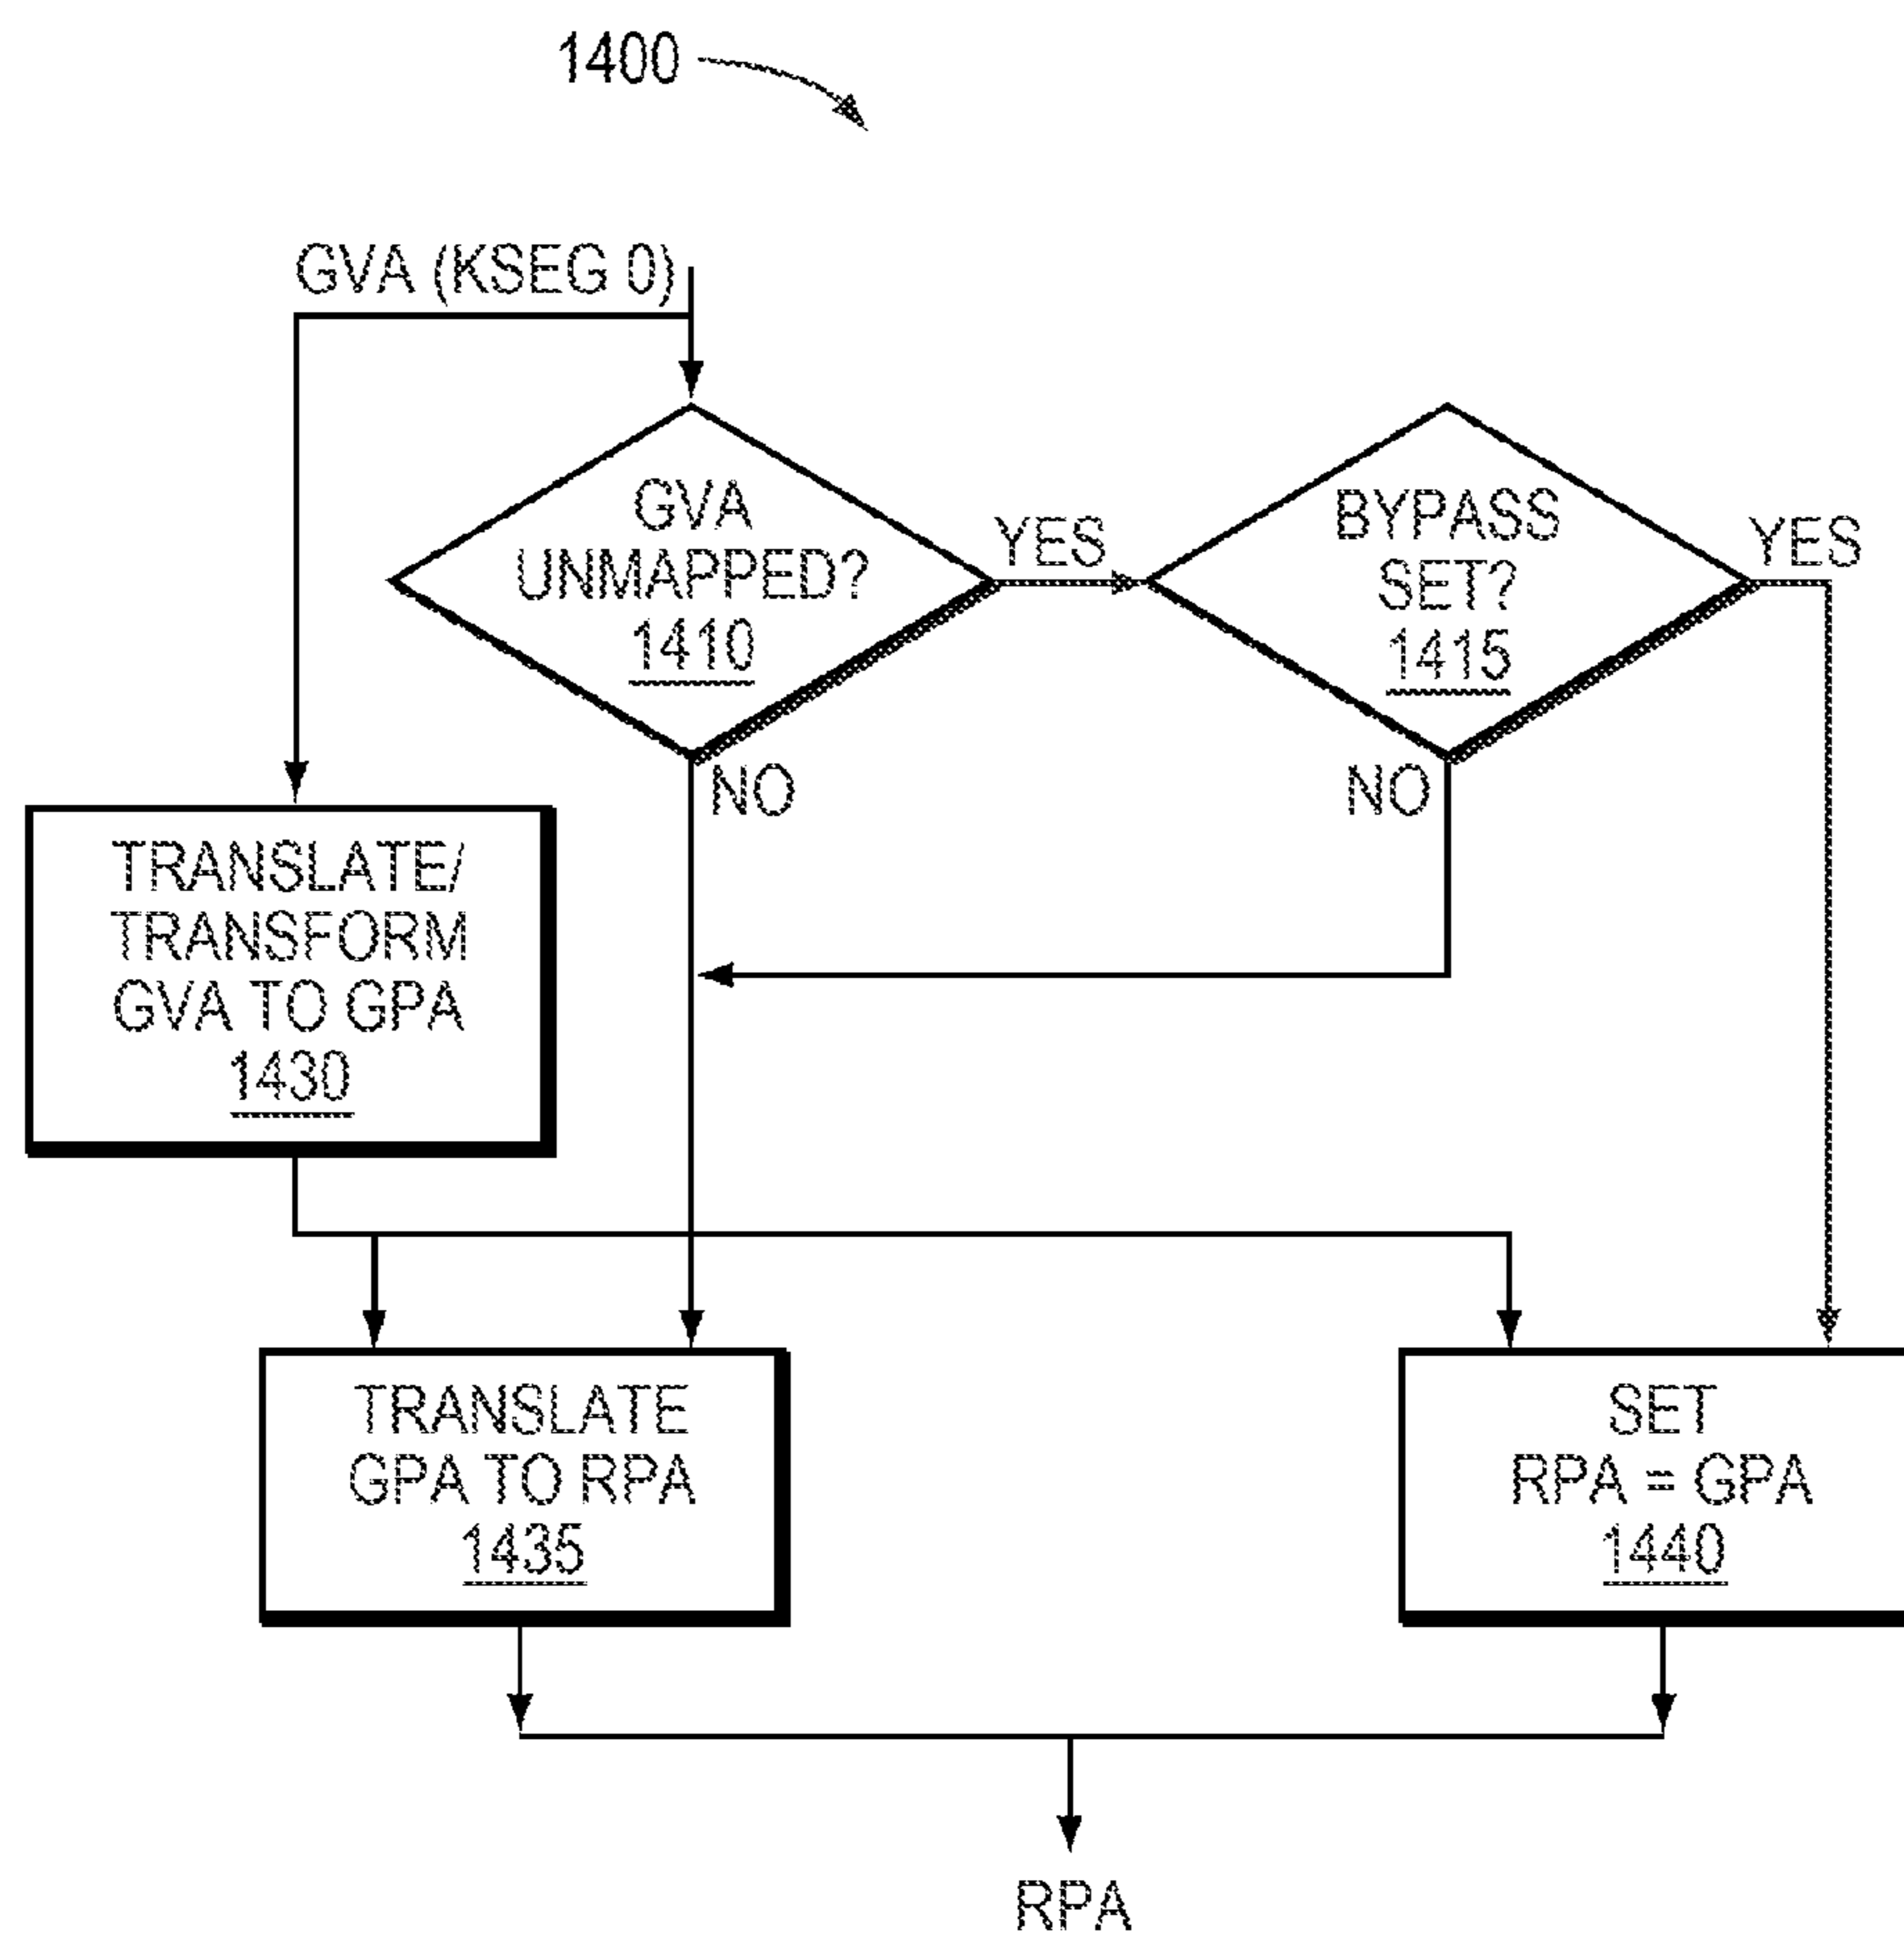 1400
GVA (KSEG 0)
GVA
UNMAPPED?
1410
YES
BYPASS
SET?
1415
YES
NO
NO
TRANSLATE/
TRANSFORM
GVA TO GPA
1430
TRANSLATE
GPA TO RPA
1435
SET
RPA = GPA
1440
RPA